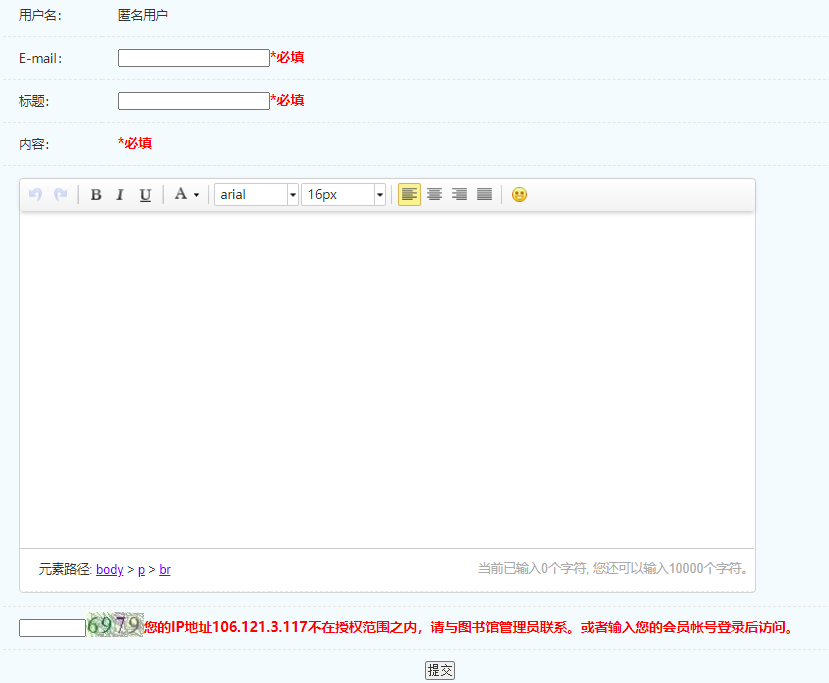 用户名： 匿名用户
E-mail： *必填
标题： *必填
内容： *必填
B I U A arial 16px
元素路径: body > p > br 当前已输入0个字符, 您还可以输入10000个字符。
6979 您的IP地址106.121.3.117不在授权范围之内，请与图书馆管理员联系。或者输入您的会员帐号登录后访问。
提交